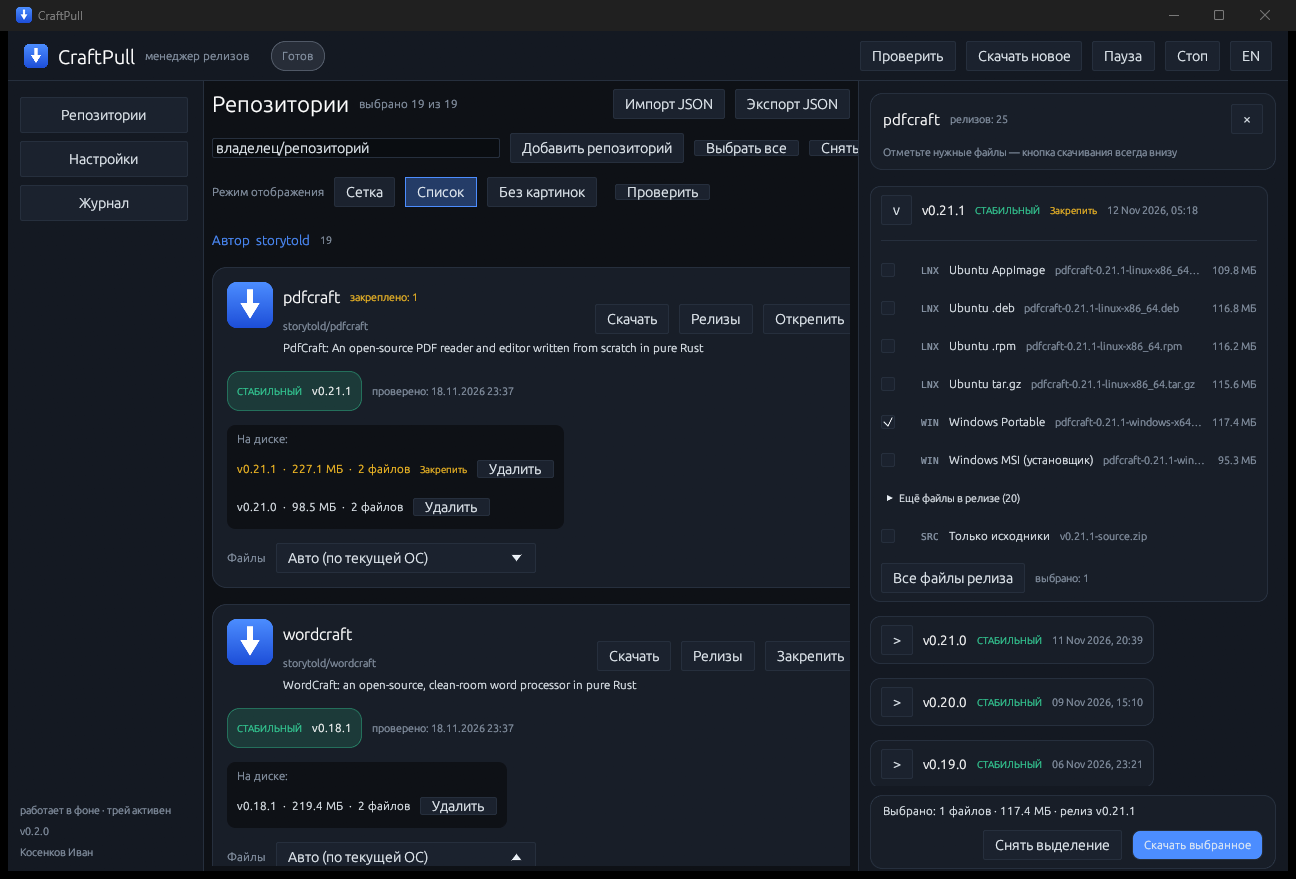 CraftPull
CraftPull менеджер релизов Готов Проверить Скачать новое Пауза Стоп EN
Репозитории
Настройки
Журнал
работает в фоне · трей активен
v0.2.0
Косенков Иван
Репозитории выбрано 19 из 19 Импорт JSON Экспорт JSON
владелец/репозиторий Добавить репозиторий Выбрать все Снять
Режим отображения Сетка Список Без картинок Проверить
Автор storytold 19
pdfcraft закреплено: 1
storytold/pdfcraft
Скачать Релизы Открепить
PdfCraft: An open-source PDF reader and editor written from scratch in pure Rust
СТАБИЛЬНЫЙ v0.21.1 проверено: 18.11.2026 23:37
На диске:
v0.21.1 · 227.1 МБ · 2 файлов Закрепить Удалить
v0.21.0 · 98.5 МБ · 2 файлов Удалить
Файлы Авто (по текущей ОС)
wordcraft
storytold/wordcraft
Скачать Релизы Закрепить
WordCraft: an open-source, clean-room word processor in pure Rust
СТАБИЛЬНЫЙ v0.18.1 проверено: 18.11.2026 23:37
На диске:
v0.18.1 · 219.4 МБ · 2 файлов Удалить
Файлы Авто (по текущей ОС)
pdfcraft релизов: 25 ×
Отметьте нужные файлы — кнопка скачивания всегда внизу
v v0.21.1 СТАБИЛЬНЫЙ Закрепить 12 Nov 2026, 05:18
LNX Ubuntu AppImage pdfcraft-0.21.1-linux-x86_64... 109.8 МБ
LNX Ubuntu .deb pdfcraft-0.21.1-linux-x86_64.deb 116.8 МБ
LNX Ubuntu .rpm pdfcraft-0.21.1-linux-x86_64.rpm 116.2 МБ
LNX Ubuntu tar.gz pdfcraft-0.21.1-linux-x86_64.tar.gz 115.6 МБ
WIN Windows Portable pdfcraft-0.21.1-windows-x64... 117.4 МБ
WIN Windows MSI (установщик) pdfcraft-0.21.1-win... 95.3 МБ
Ещё файлы в релизе (20)
SRC Только исходники v0.21.1-source.zip
Все файлы релиза выбрано: 1
> v0.21.0 СТАБИЛЬНЫЙ 11 Nov 2026, 20:39
> v0.20.0 СТАБИЛЬНЫЙ 09 Nov 2026, 15:10
> v0.19.0 СТАБИЛЬНЫЙ 06 Nov 2026, 23:21
Выбрано: 1 файлов · 117.4 МБ · релиз v0.21.1
Снять выделение Скачать выбранное